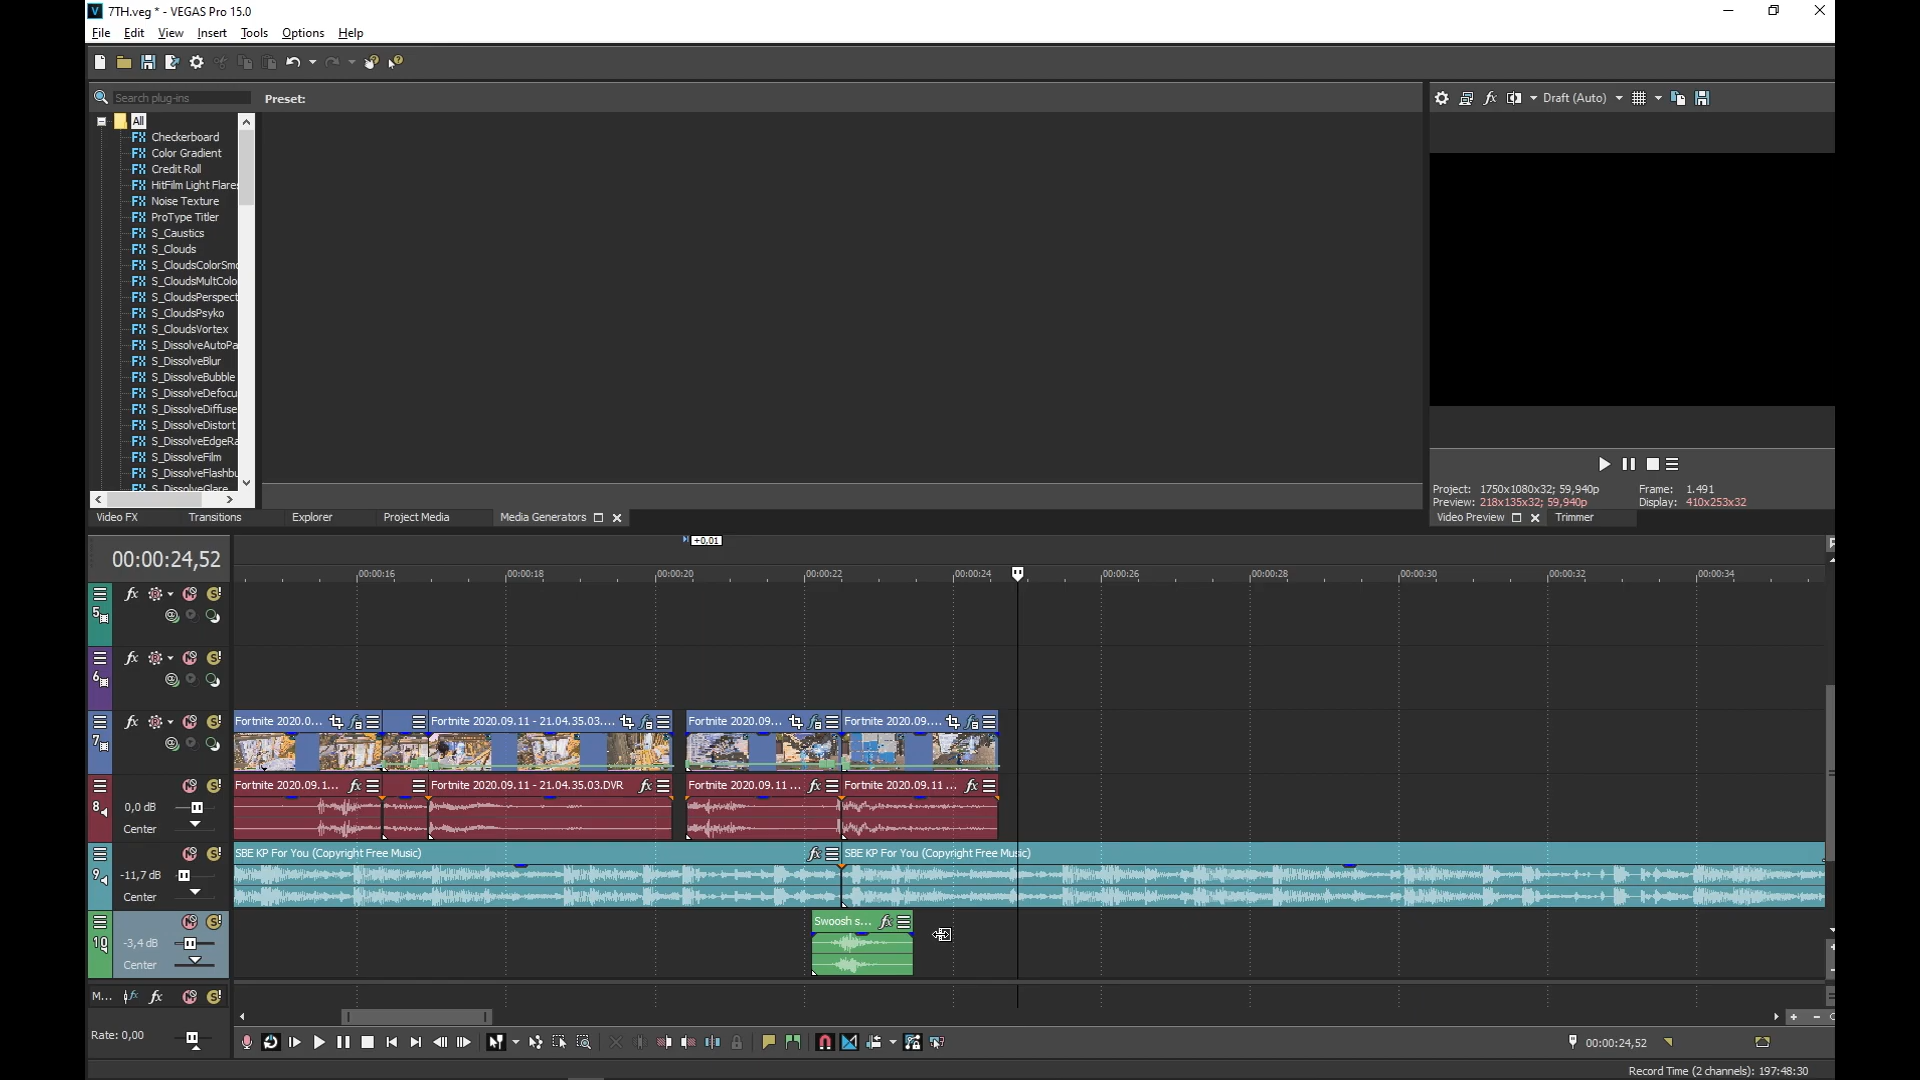 7TH.veg * - VEGAS Pro 15.0
File Edit View Insert Tools Options Help
Search plug-ins
Preset:
Draft (Auto)
All
Checkerboard
Color Gradient
Credit Roll
HitFilm Light Flares
Noise Texture
ProType Titler
S_Caustics
S_Clouds
S_CloudsColorSmo
S_CloudsMultColo
S_CloudsPerspect
S_CloudsPsyko
S_CloudsVortex
S_DissolveAutoPa
S_DissolveBlur
S_DissolveBubble
S_DissolveDefocu
S_DissolveDiffuse
S_DissolveDistort
S_DissolveEdgeRa
S_DissolveFilm
S_DissolveFlashbu
S_DissolveGlare
Project: 1750x1080x32; 59,940p Frame: 1.491
Preview: 218x135x32; 59,940p Display: 410x253x32
Video FX Transitions Explorer Project Media Media Generators Video Preview Trimmer
+0,01
00:00:24,52
00:00:16 00:00:18 00:00:20 00:00:22 00:00:24 00:00:26 00:00:28 00:00:30 00:00:32 00:00:34
5
6
7
Fortnite 2020.0... Fortnite 2020.09.11 - 21.04.35.03.... Fortnite 2020.09... Fortnite 2020.09....
8
0,0 dB
Center
Fortnite 2020.09.1... Fortnite 2020.09.11 - 21.04.35.03.DVR Fortnite 2020.09.11 ... Fortnite 2020.09.11 ...
9
-11,7 dB
Center
SBE KP For You (Copyright Free Music) SBE KP For You (Copyright Free Music)
10
-3,4 dB
Center
Swoosh s...
M...
Rate: 0,00
00:00:24,52
Record Time (2 channels): 197:48:30